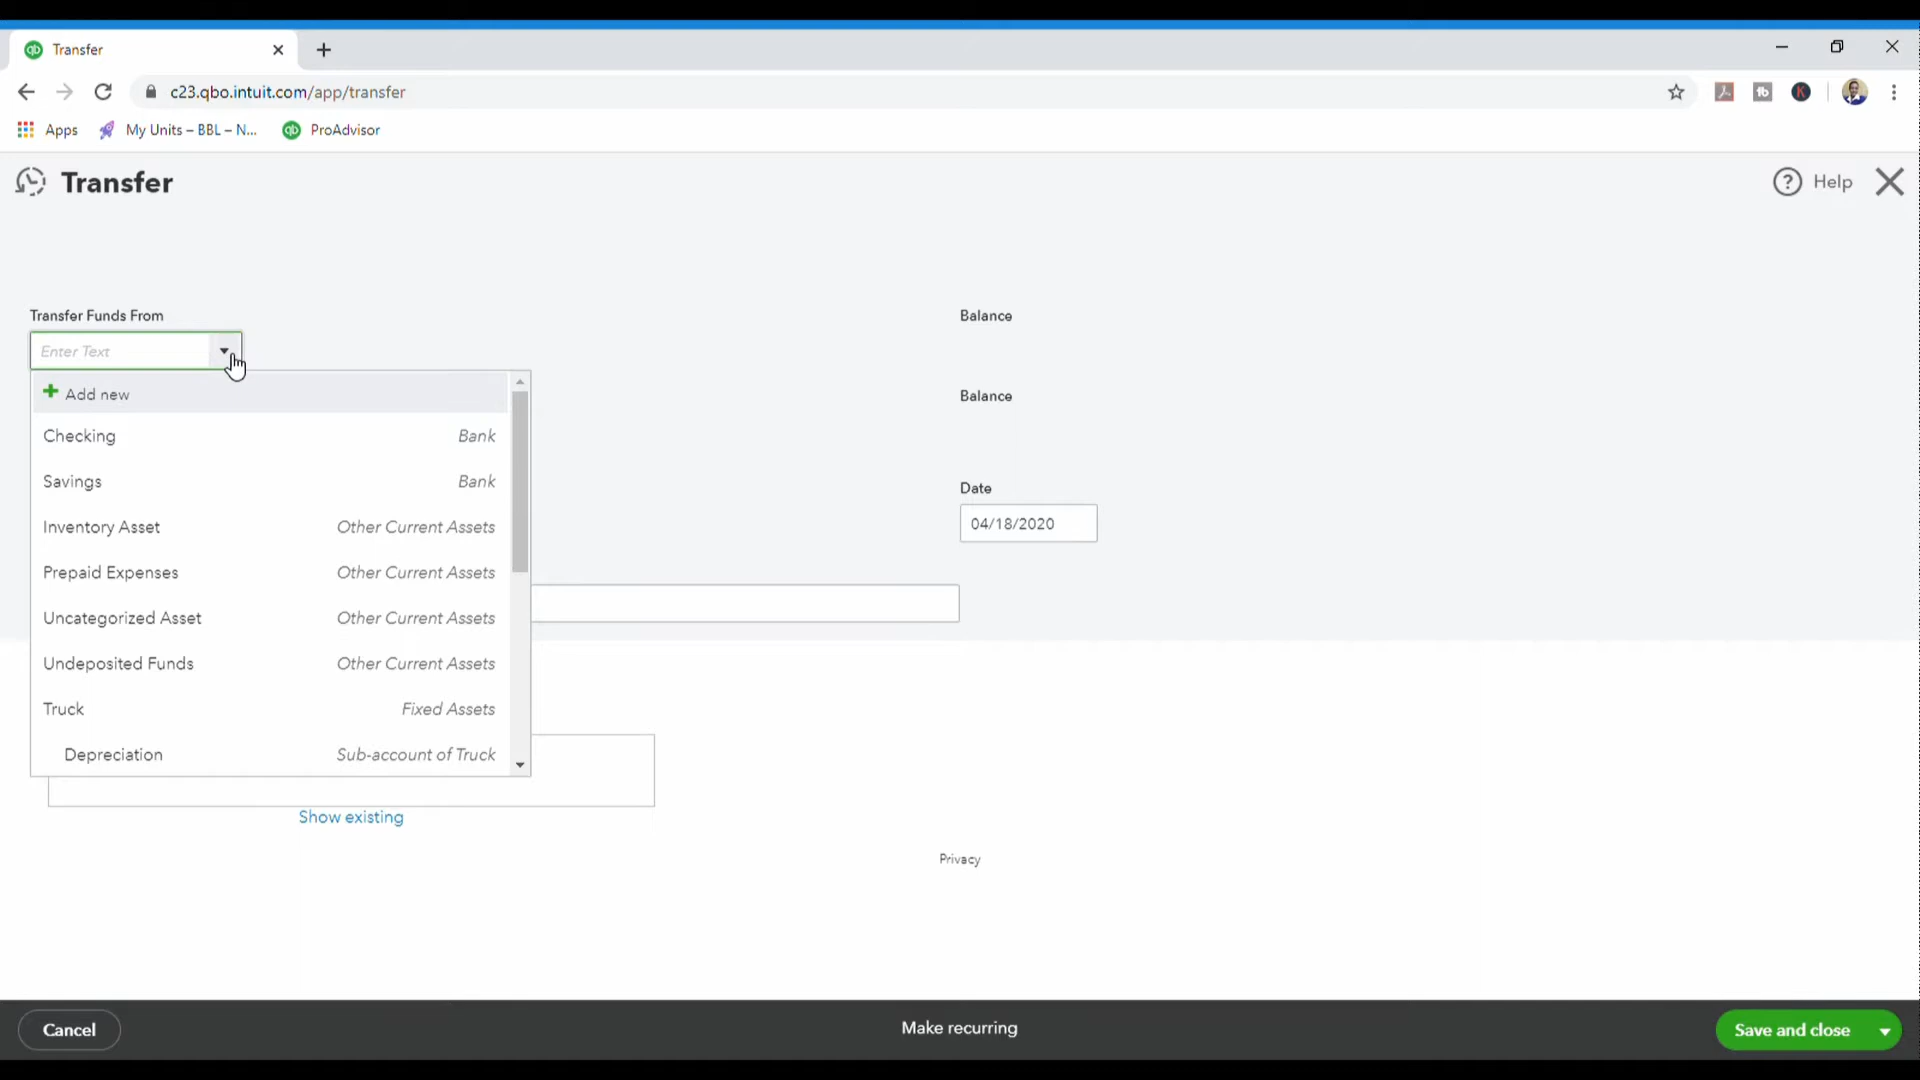 Transfer
c23.qbo.intuit.com/app/transfer
Apps
My Units – BBL – N...
ProAdvisor
Transfer
Help
Transfer Funds From
Balance
Enter Text
Add new
Balance
Checking Bank
Savings Bank
Date
Inventory Asset Other Current Assets
04/18/2020
Prepaid Expenses Other Current Assets
Uncategorized Asset Other Current Assets
Undeposited Funds Other Current Assets
Truck Fixed Assets
Depreciation Sub-account of Truck
Show existing
Privacy
Cancel
Make recurring
Save and close